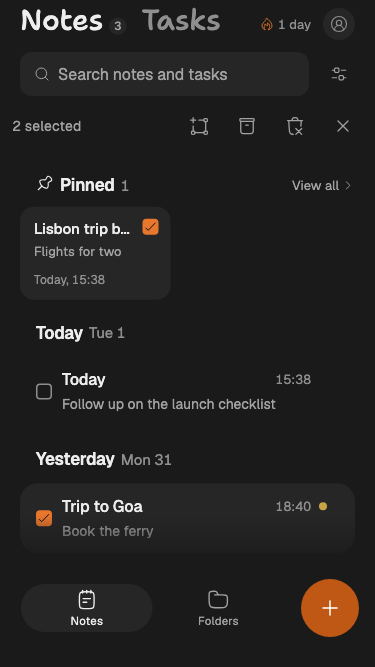 Notes 3 Tasks 1 day
Search notes and tasks
2 selected
Pinned 1 View all
Lisbon trip b...
Flights for two
Today, 15:38
Today Tue 1
Today 15:38
Follow up on the launch checklist
Yesterday Mon 31
Trip to Goa 18:40
Book the ferry
Notes Folders